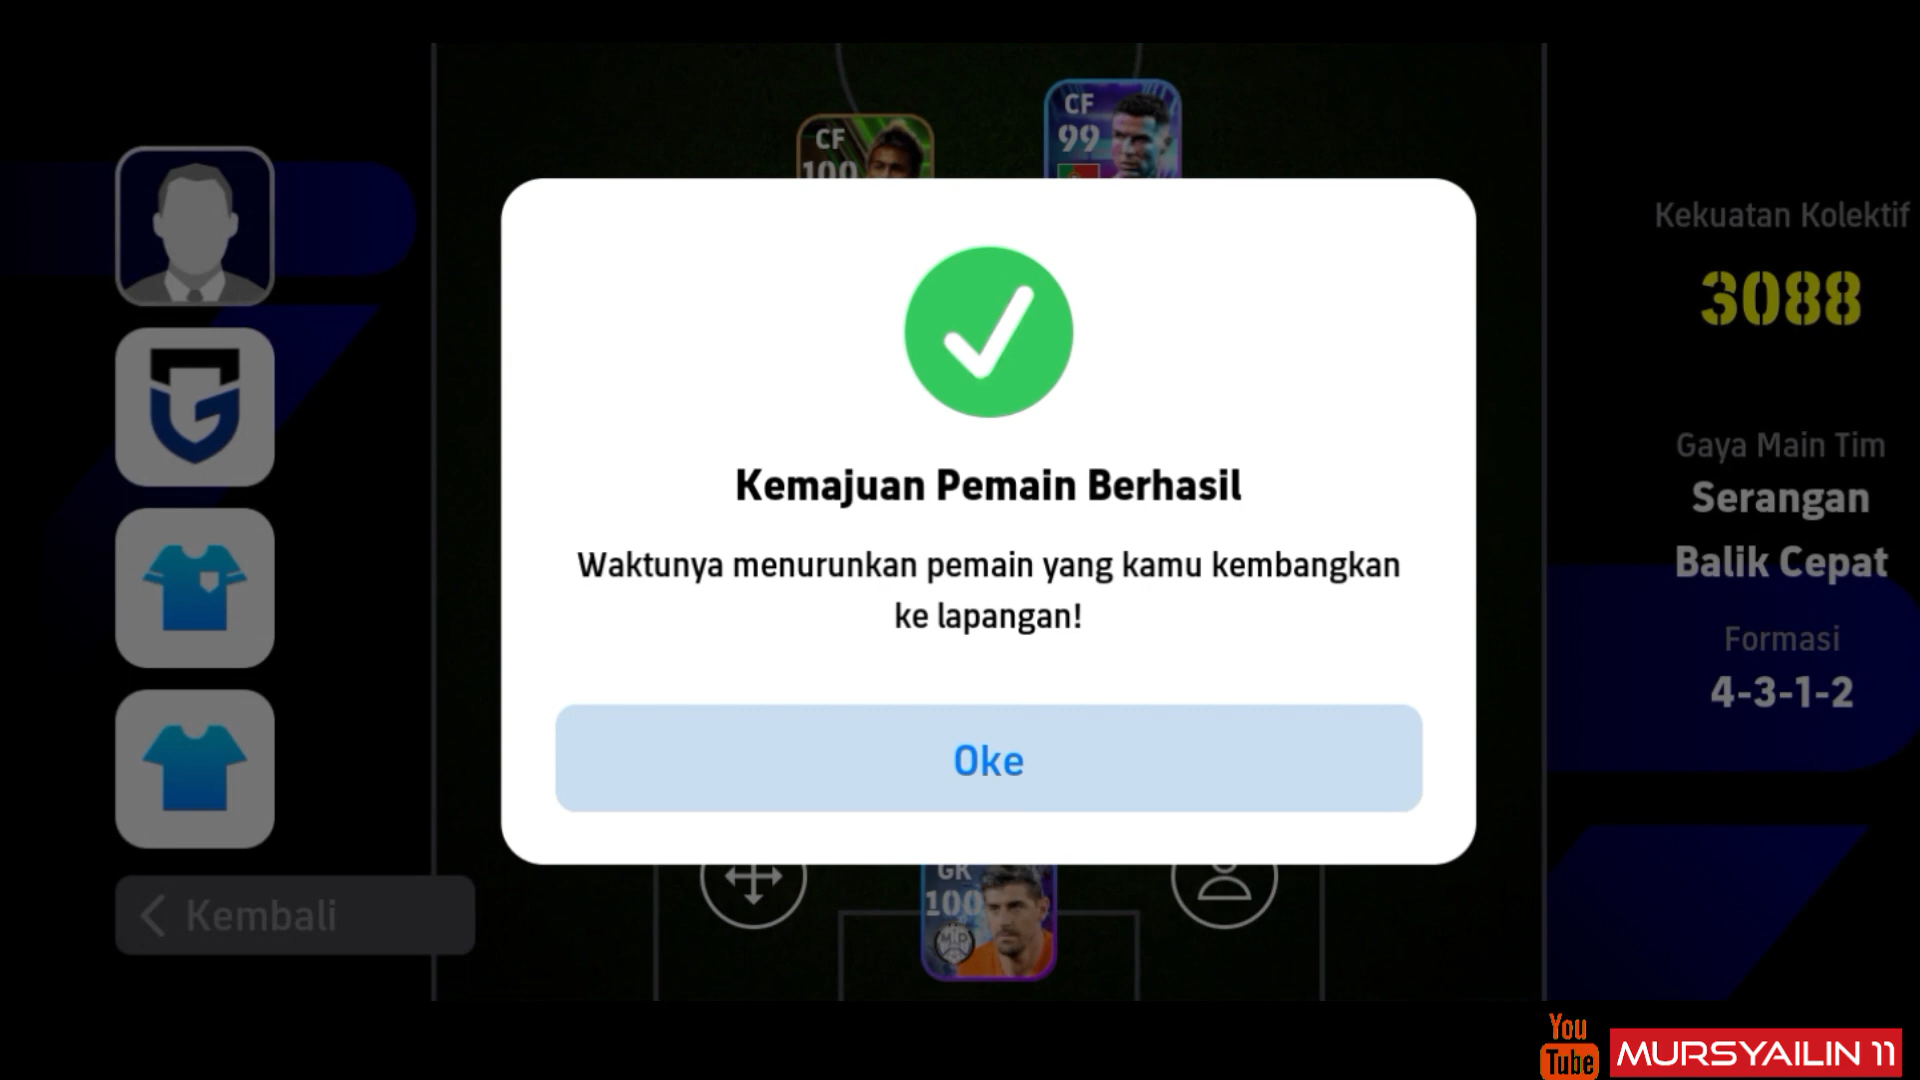 CF
99
CF
100
Kekuatan Kolektif
3088
Kemajuan Pemain Berhasil
Waktunya menurunkan pemain yang kamu kembangkan
ke lapangan!
Oke
Gaya Main Tim
Serangan
Balik Cepat
Formasi
4-3-1-2
GK
100
Kembali
You
Tube
MURSYAILIN 11